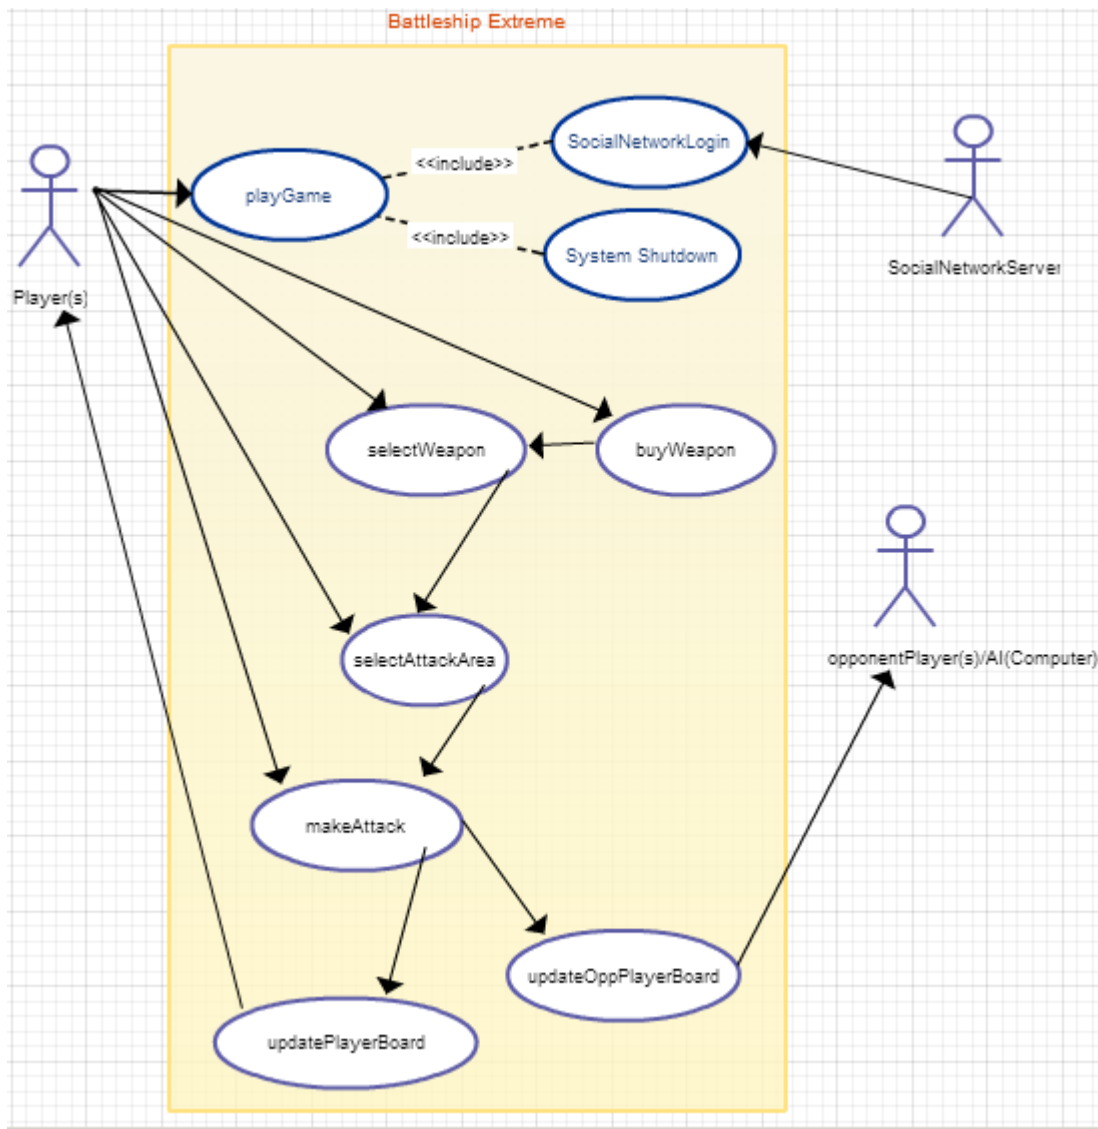 Battleship Extreme
SocialNetworkLogin
<<include>>
playGame
<<include>>
System Shutdown
SocialNetworkServer
Player(s)
selectWeapon
buyWeapon
selectAttackArea
opponentPlayer(s)/AI(Computer)
makeAttack
updateOppPlayerBoard
updatePlayerBoard